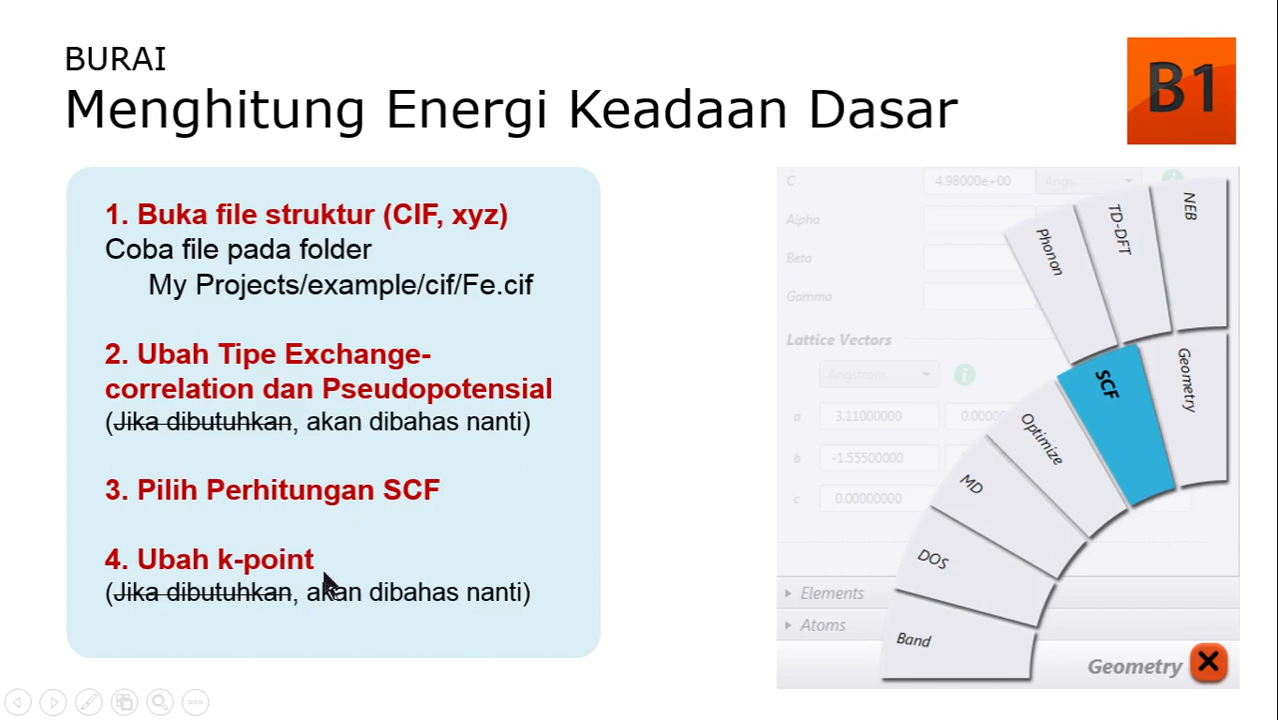 BURAI
Menghitung Energi Keadaan Dasar
B1
1. Buka file struktur (CIF, xyz)
Coba file pada folder
My Projects/example/cif/Fe.cif
2. Ubah Tipe Exchange-
correlation dan Pseudopotensial
(Jika dibutuhkan, akan dibahas nanti)
3. Pilih Perhitungan SCF
4. Ubah k-point
(Jika dibutuhkan, akan dibahas nanti)
C 4.98000e+00 Angs.
Alpha
Beta
Gamma
Lattice Vectors
Angstrom
a 3.11000000 0.0000
b -1.55500000
c 0.00000000
Elements
Atoms
Geometry
NEB
TD-DFT
Phonon
Geometry
SCF
Optimize
MD
DOS
Band